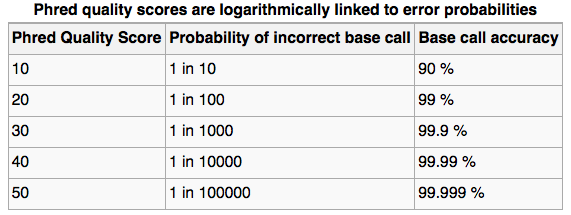 Phred quality scores are logarithmically linked to error probabilities
Phred Quality Score Probability of incorrect base call Base call accuracy
10 1 in 10 90 %
20 1 in 100 99 %
30 1 in 1000 99.9 %
40 1 in 10000 99.99 %
50 1 in 100000 99.999 %